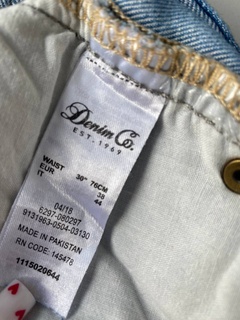 Denim Co.
EST. 1969
WAIST 30" 76CM
EUR 38
IT 44
04/18
6297-080297
9131963-0504-03130
MADE IN PAKISTAN
RN CODE: 145478
1115020644